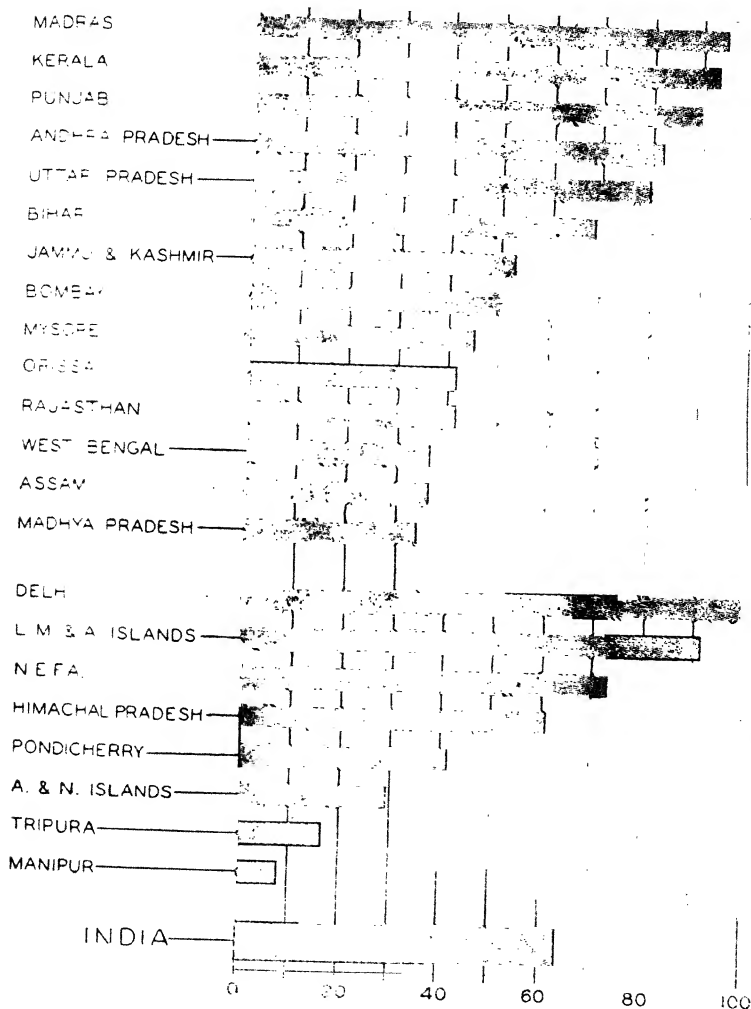 MADRAS
KERALA
PUNJAB
ANDHRA PRADESH
UTTAR PRADESH
BIHAR
JAMMU & KASHMIR
BOMBAY
MYSORE
ORISSA
RAJASTHAN
WEST BENGAL
ASSAM
MADHYA PRADESH
DELHI
L. M. & A. ISLANDS
N. E. F. A.
HIMACHAL PRADESH
PONDICHERRY
A. & N. ISLANDS
TRIPURA
MANIPUR
INDIA
0 20 40 60 80 100